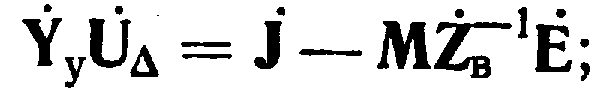 Ẏ_y U̇_Δ = J̇ — MŻ_в^{—1}Ė;